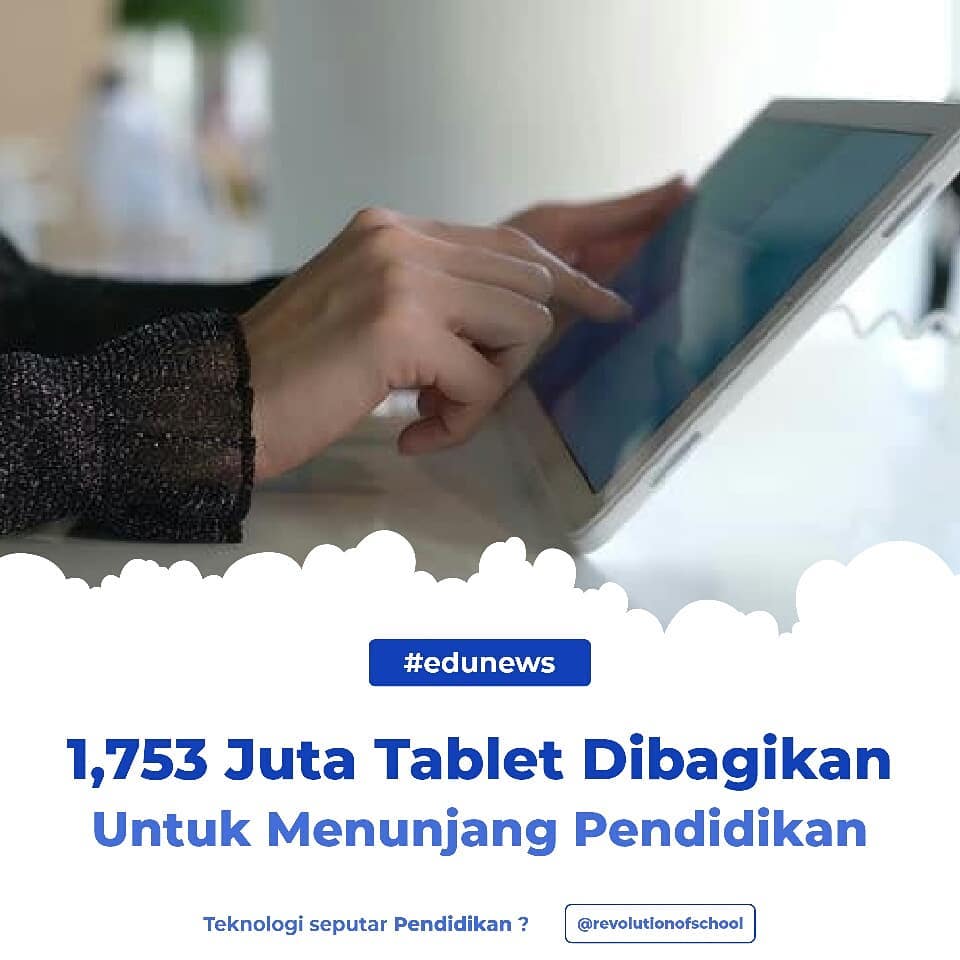 #edunews
1,753 Juta Tablet Dibagikan
Untuk Menunjang Pendidikan
Teknologi seputar Pendidikan ? @revolutionofschool